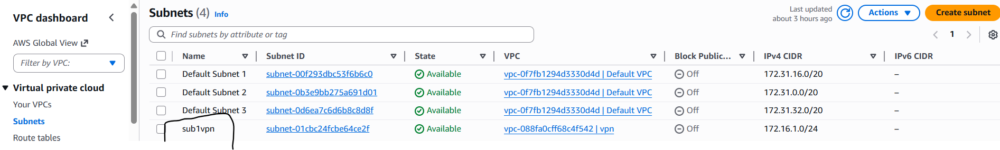 VPC dashboard
AWS Global View
Filter by VPC:
Virtual private cloud
Your VPCs
Subnets
Route tables
Subnets (4) Info
Last updated
about 3 hours ago
Actions
Create subnet
Find subnets by attribute or tag
1
Name Subnet ID State VPC Block Public... IPv4 CIDR IPv6 CIDR
Default Subnet 1 subnet-00f293dbc53f6b6c0 Available vpc-0f7fb1294d3330d4d | Default VPC Off 172.31.16.0/20 –
Default Subnet 2 subnet-0b3e9bb275a691d01 Available vpc-0f7fb1294d3330d4d | Default VPC Off 172.31.0.0/20 –
Default Subnet 3 subnet-0d6ea7c6d6b8c8d8f Available vpc-0f7fb1294d3330d4d | Default VPC Off 172.31.32.0/20 –
sub1vpn subnet-01cbc24fcbe64ce2f Available vpc-088fa0cff68c4f542 | vpn Off 172.16.1.0/24 –